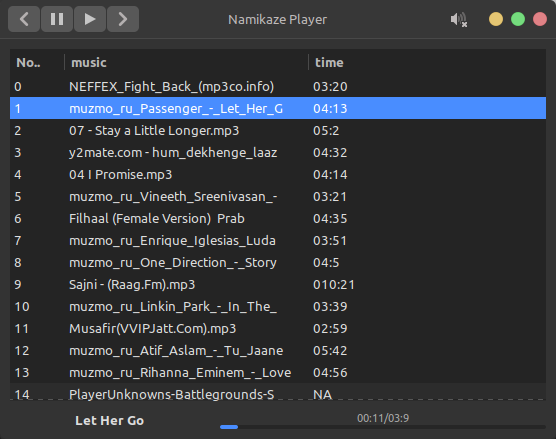 Namikaze Player
No.. music time
0 NEFFEX_Fight_Back_(mp3co.info) 03:20
1 muzmo_ru_Passenger_-_Let_Her_G 04:13
2 07 - Stay a Little Longer.mp3 05:2
3 y2mate.com - hum_dekhenge_laaz 04:32
4 04 I Promise.mp3 04:14
5 muzmo_ru_Vineeth_Sreenivasan_- 03:21
6 Filhaal (Female Version)  Prab 04:35
7 muzmo_ru_Enrique_Iglesias_Luda 03:51
8 muzmo_ru_One_Direction_-_Story 04:5
9 Sajni - (Raag.Fm).mp3 010:21
10 muzmo_ru_Linkin_Park_-_In_The_ 03:39
11 Musafir(VVIPJatt.Com).mp3 02:59
12 muzmo_ru_Atif_Aslam_-_Tu_Jaane 05:42
13 muzmo_ru_Rihanna_Eminem_-_Love 04:56
14 PlayerUnknowns-Battlegrounds-S NA
Let Her Go 00:11/03:9